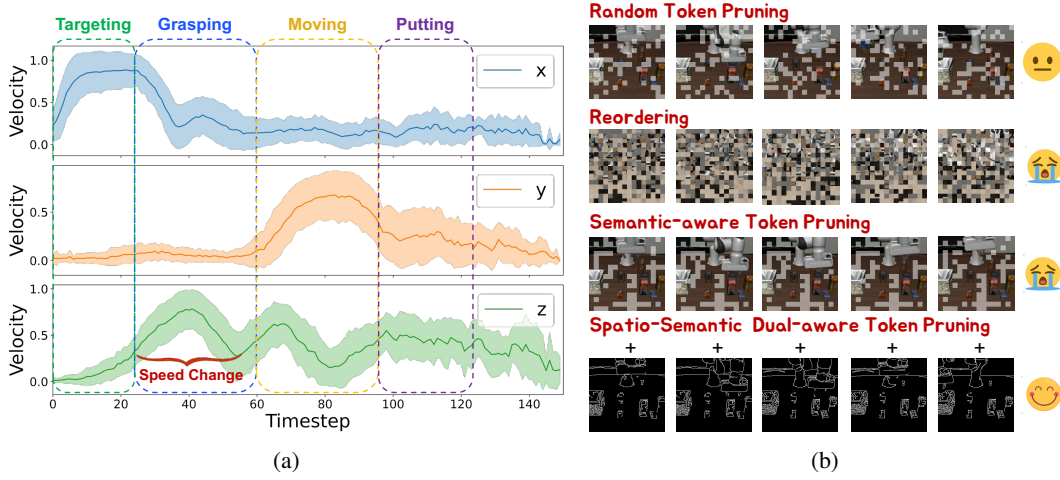 Targeting Grasping Moving Putting
Velocity
1.0
0.5
0.0
x
Velocity
0.5
0.0
y
Velocity
1.0
0.5
0.0
z
Speed Change
0 20 40 60 80 100 120 140
Timestep
(a)
Random Token Pruning
Reordering
Semantic-aware Token Pruning
Spatio-Semantic Dual-aware Token Pruning
+ + + + +
(b)